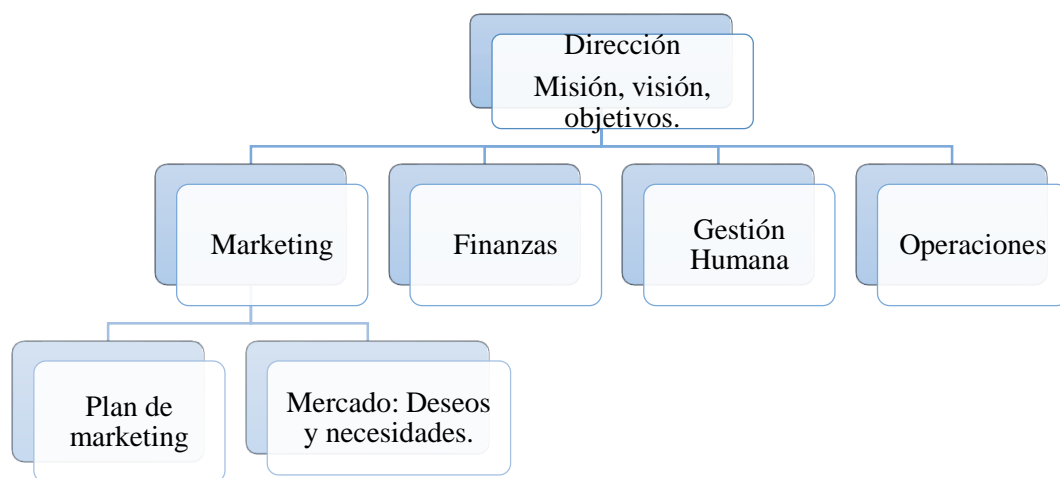 Dirección
Misión, visión,
objetivos.
Marketing
Finanzas
Gestión
Humana
Operaciones
Plan de
marketing
Mercado: Deseos
y necesidades.